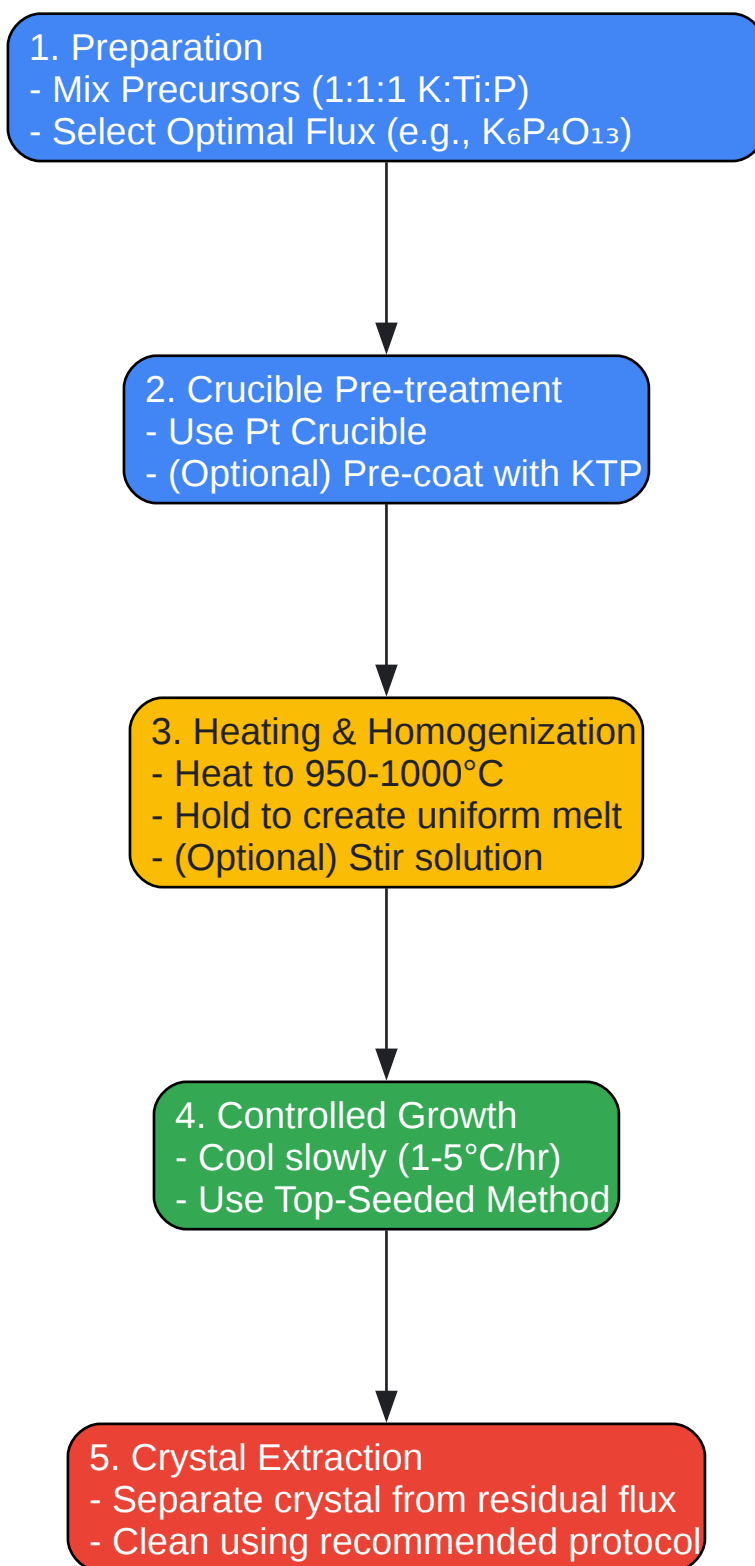 1. Preparation
- Mix Precursors (1:1:1 K:Ti:P)
- Select Optimal Flux (e.g., K₆P₄O₁₃)
2. Crucible Pre-treatment
- Use Pt Crucible
- (Optional) Pre-coat with KTP
3. Heating & Homogenization
- Heat to 950-1000°C
- Hold to create uniform melt
- (Optional) Stir solution
4. Controlled Growth
- Cool slowly (1-5°C/hr)
- Use Top-Seeded Method
5. Crystal Extraction
- Separate crystal from residual flux
- Clean using recommended protocol